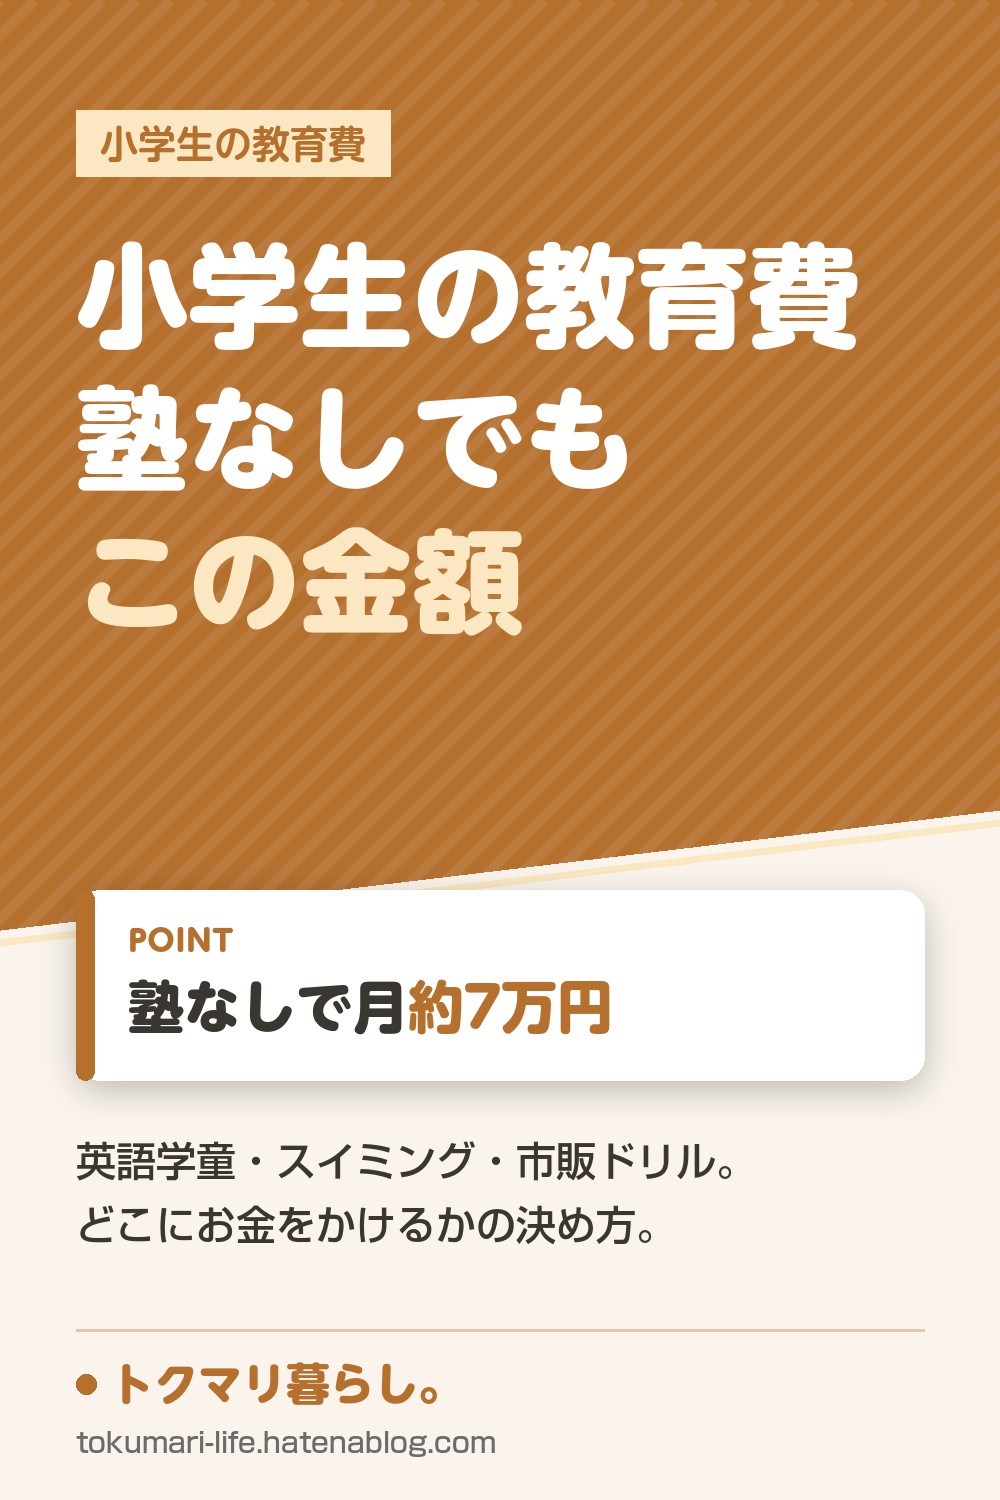 小学生の教育費
小学生の教育費
塾なしでも
この金額
POINT
塾なしで月約7万円
英語学童・スイミング・市販ドリル。
どこにお金をかけるかの決め方。
トクマリ暮らし。
tokumari-life.hatenablog.com